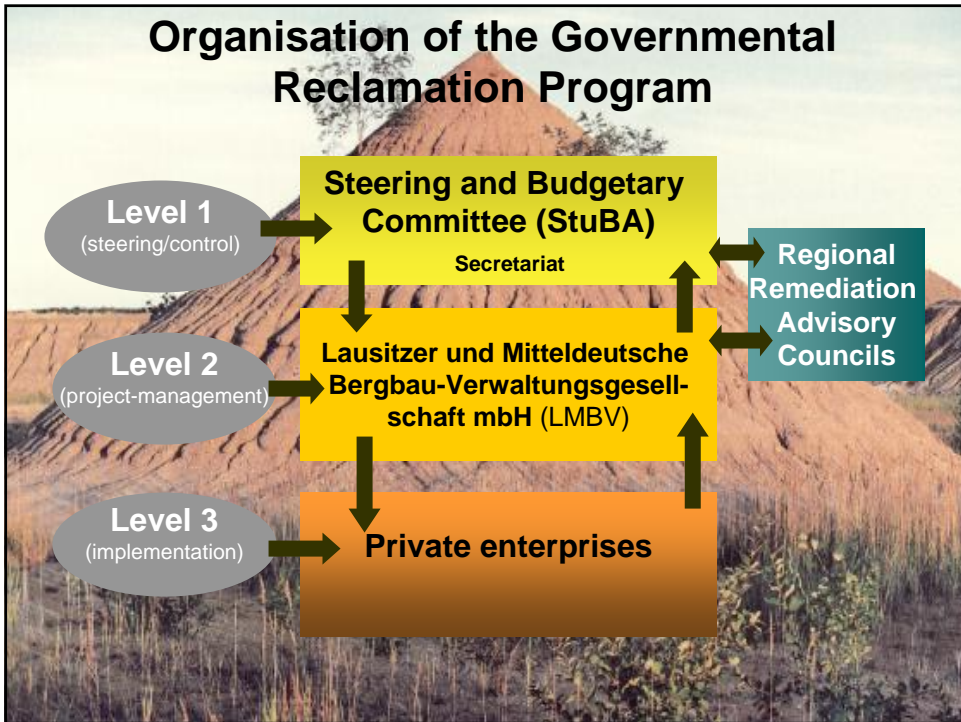 Organisation of the Governmental
Reclamation Program
Level 1
(steering/control)
Steering and Budgetary
Committee (StuBA)
Secretariat
Regional
Remediation
Advisory
Councils
Level 2
(project-management)
Lausitzer und Mitteldeutsche
Bergbau-Verwaltungsgesell-
schaft mbH (LMBV)
Level 3
(implementation)
Private enterprises